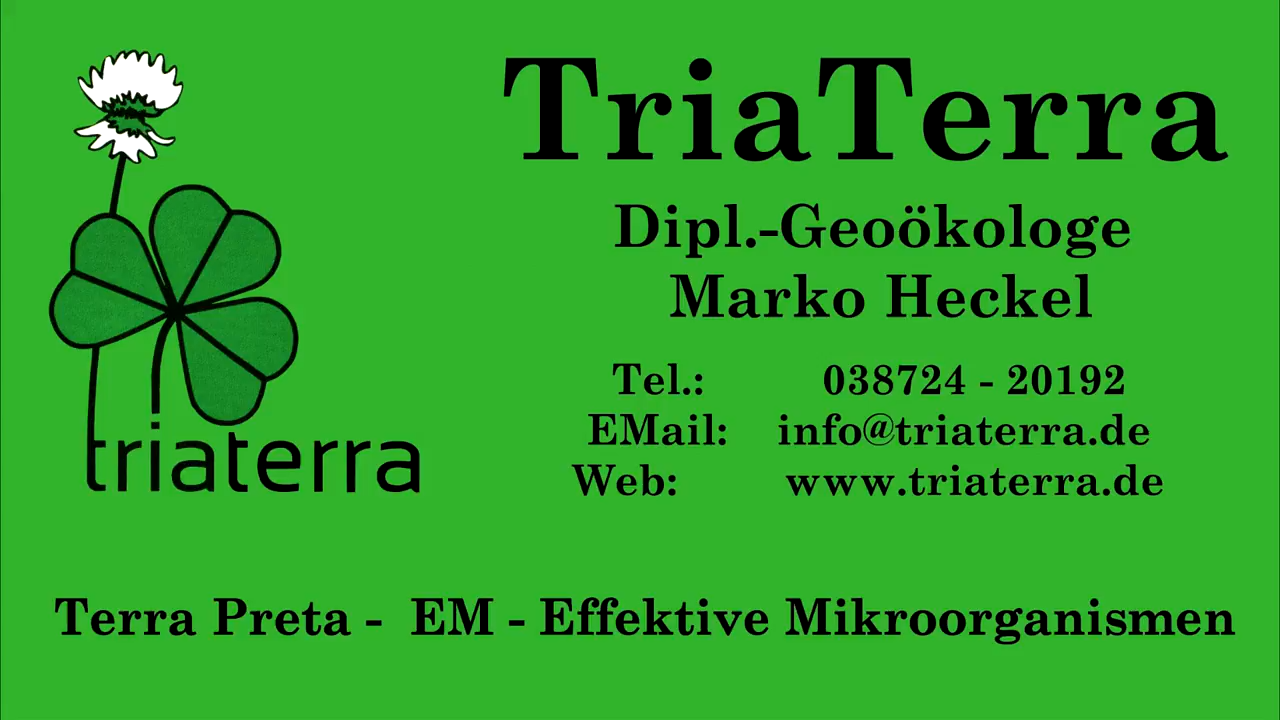 TriaTerra
Dipl.-Geoökologe
Marko Heckel
Tel.: 038724 - 20192
EMail: info@triaterra.de
Web: www.triaterra.de
triaterra
Terra Preta - EM - Effektive Mikroorganismen